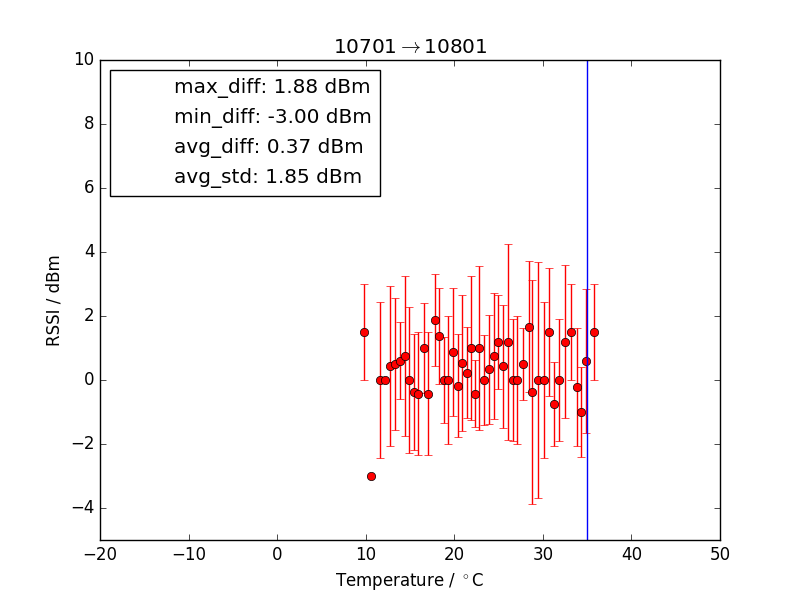 10701→10801
max_diff: 1.88 dBm
min_diff: -3.00 dBm
avg_diff: 0.37 dBm
avg_std: 1.85 dBm
RSSI / dBm
10
8
6
4
2
0
−2
−4
−20 −10 0 10 20 30 40 50
Temperature / °C